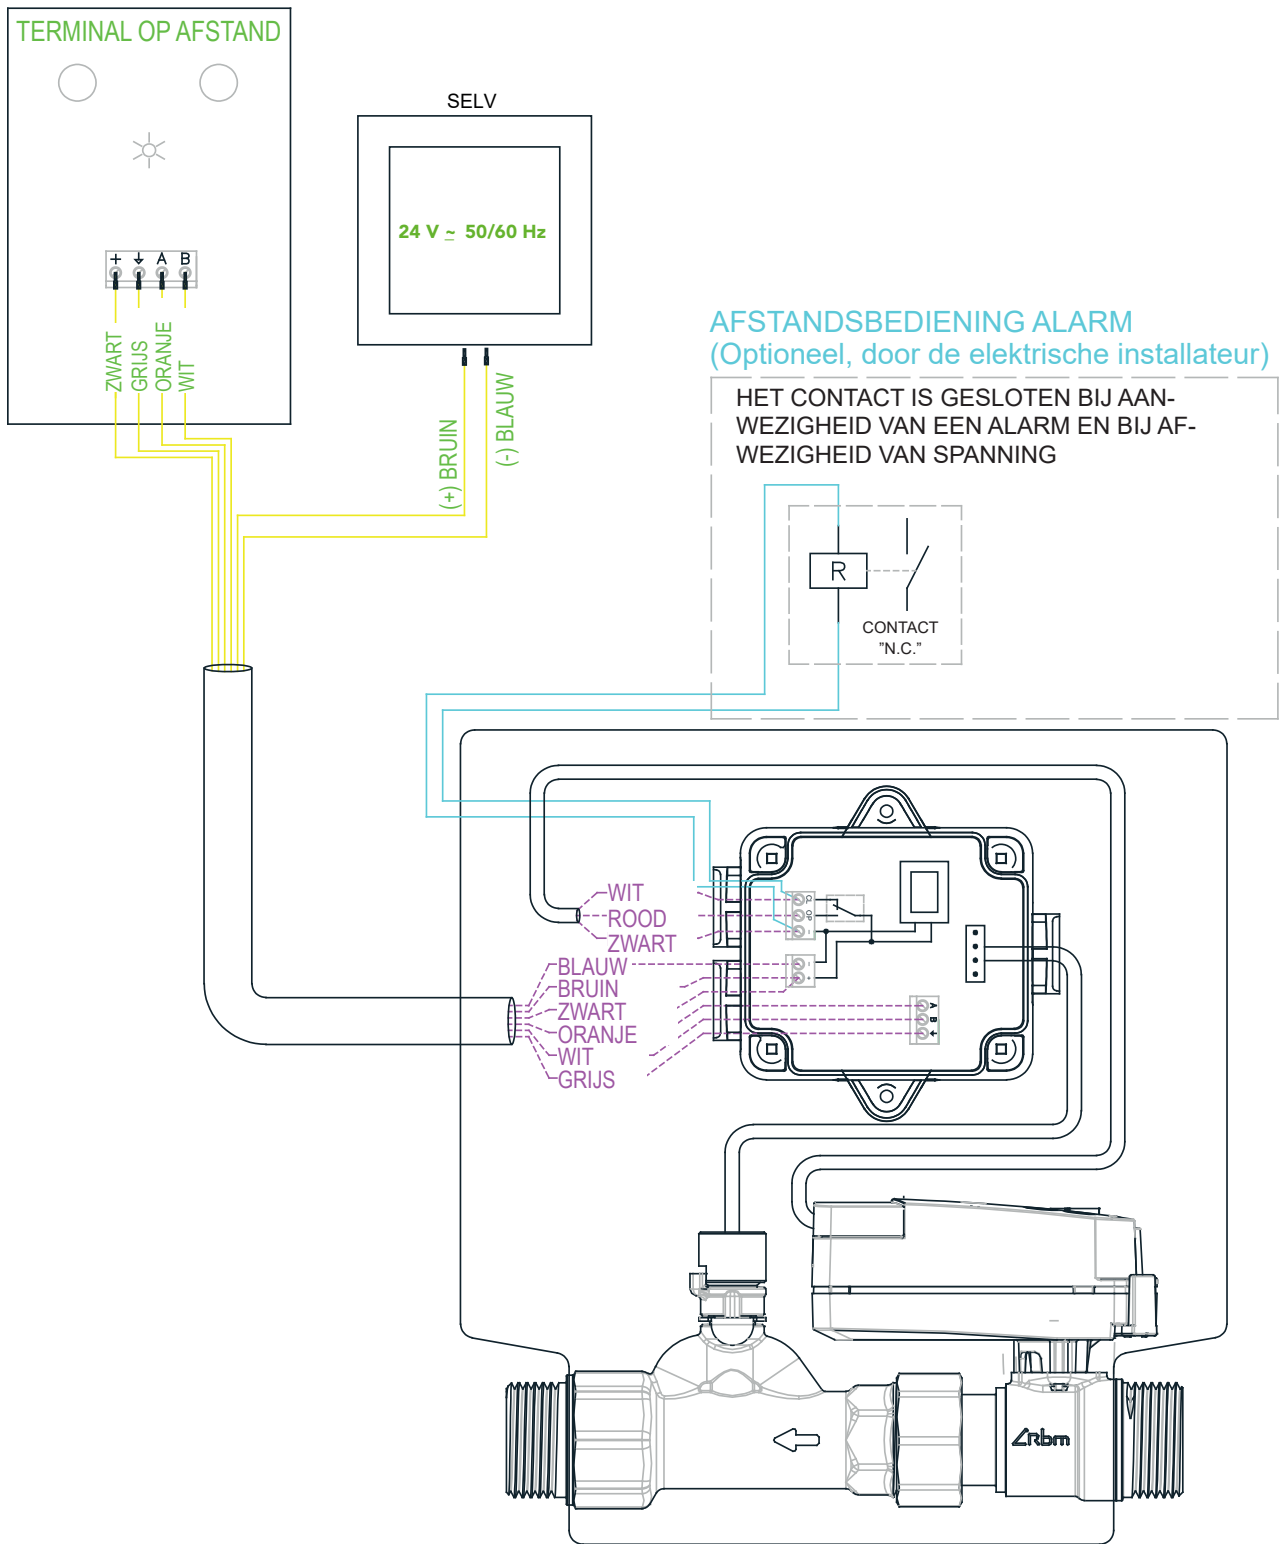 TERMINAL OP AFSTAND
+ A B
ZWART
GRIJS
ORANJE
WIT
SELV
24 V ~ 50/60 Hz
(+) BRUIN
(-) BLAUW
AFSTANDSBEDIENING ALARM
(Optioneel, door de elektrische installateur)
HET CONTACT IS GESLOTEN BIJ AAN-
WEZIGHEID VAN EEN ALARM EN BIJ AF-
WEZIGHEID VAN SPANNING
R
CONTACT
"N.C."
WIT
ROOD
ZWART
CL
OP
-
-
+
BLAUW
BRUIN
ZWART
ORANJE
WIT
GRIJS
A
B
rbm